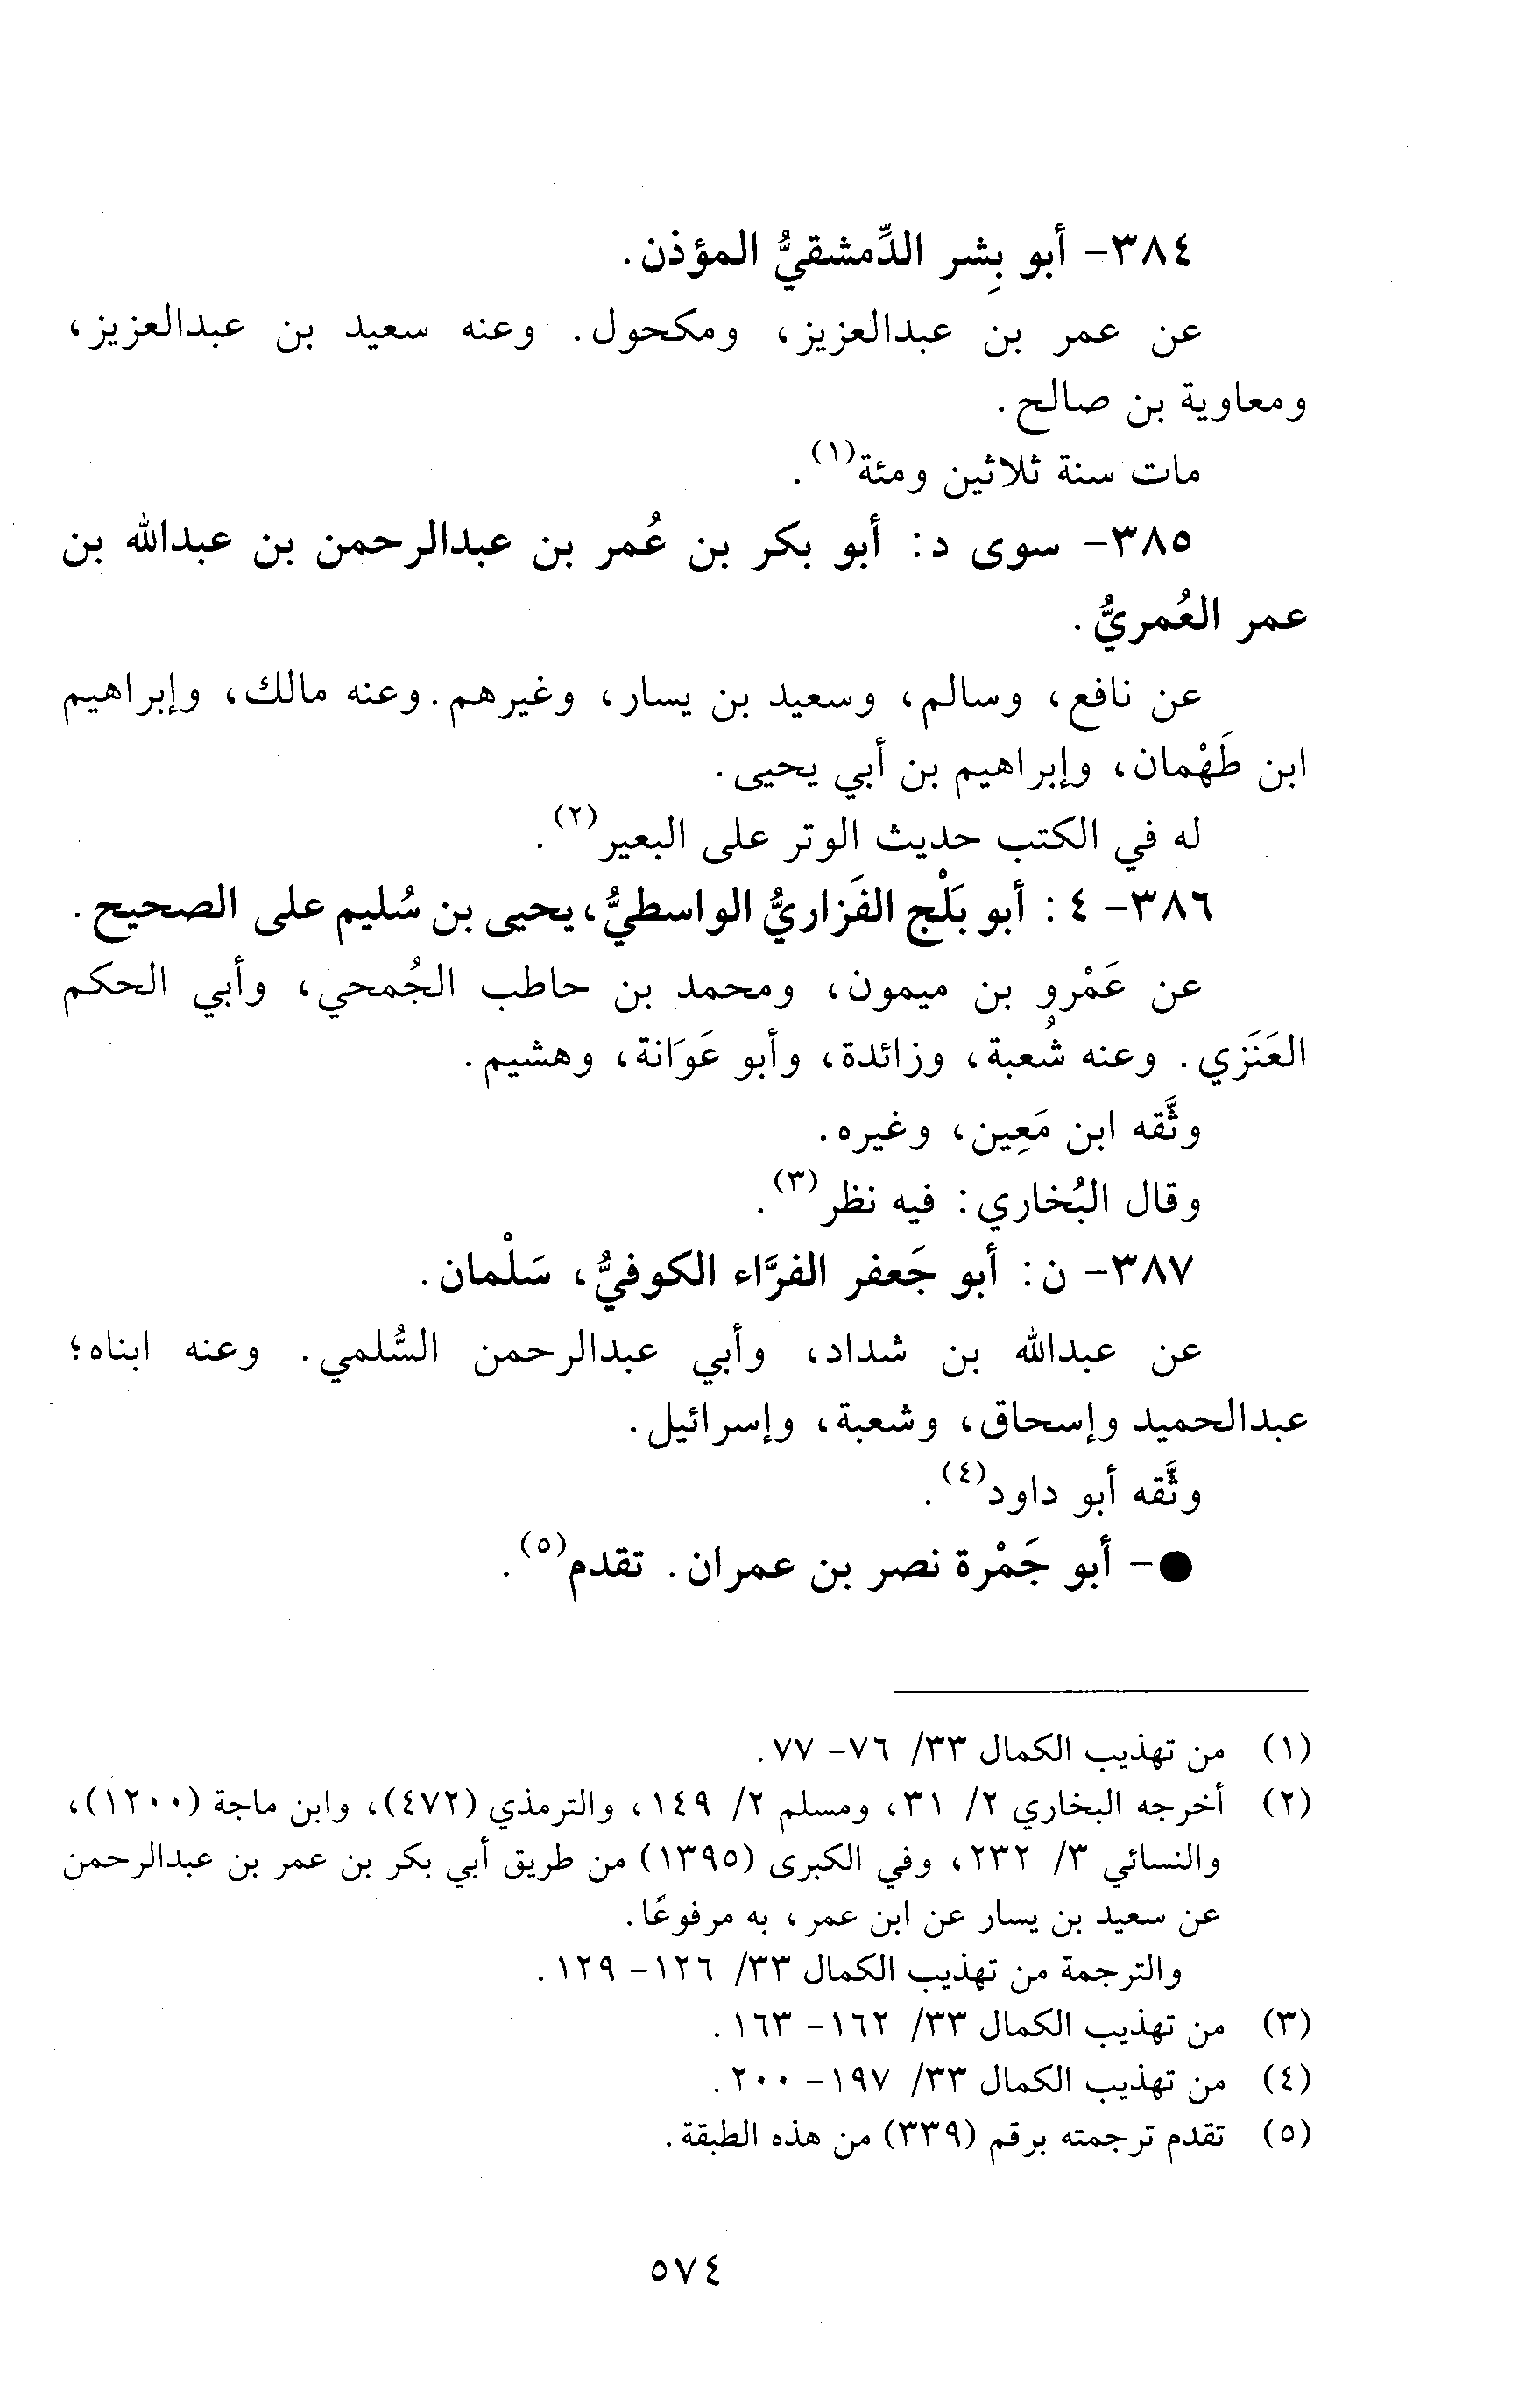 ٣٨٤- أبو بِشر الدِّمشقيُّ المؤذن.
عن عمر بن عبدالعزيز، ومكحول. وعنه سعيد بن عبدالعزيز،
ومعاوية بن صالح.
مات سنة ثلاثين ومئة(١).
٣٨٥- سوى د: أبو بكر بن عُمر بن عبدالرحمن بن عبدالله بن
عمر العُمريُّ.
عن نافع، وسالم، وسعيد بن يسار، وغيرهم. وعنه مالك، وإبراهيم
ابن طَهْمان، وإبراهيم بن أبي يحيى.
له في الكتب حديث الوتر على البعير(٢).
٣٨٦- ٤: أبو بَلْج الفَزاريُّ الواسطيُّ، يحيى بن سُليم على الصحيح.
عن عَمْرو بن ميمون، ومحمد بن حاطب الجُمحي، وأبي الحكم
العَنَزي. وعنه شُعبة، وزائدة، وأبو عَوَانة، وهشيم.
وثَّقه ابن مَعِين، وغيره.
وقال البُخاري: فيه نظر(٣).
٣٨٧- ن: أبو جَعفر الفرَّاء الكوفيُّ، سَلْمان.
عن عبدالله بن شداد، وأبي عبدالرحمن السُّلمي. وعنه ابناه؛
عبدالحميد وإسحاق، وشعبة، وإسرائيل.
وثَّقه أبو داود(٤).
●- أبو جَمْرة نصر بن عمران. تقدم(٥).
(١) من تهذيب الكمال ٣٣/ ٧٦- ٧٧.
(٢) أخرجه البخاري ٢/ ٣١، ومسلم ٢/ ١٤٩، والترمذي (٤٧٢)، وابن ماجة (١٢٠٠)،
والنسائي ٣/ ٢٣٢، وفي الكبرى (١٣٩٥) من طريق أبي بكر بن عمر بن عبدالرحمن
عن سعيد بن يسار عن ابن عمر، به مرفوعًا.
والترجمة من تهذيب الكمال ٣٣/ ١٢٦- ١٢٩.
(٣) من تهذيب الكمال ٣٣/ ١٦٢- ١٦٣.
(٤) من تهذيب الكمال ٣٣/ ١٩٧- ٢٠٠.
(٥) تقدم ترجمته برقم (٣٣٩) من هذه الطبقة.
٥٧٤